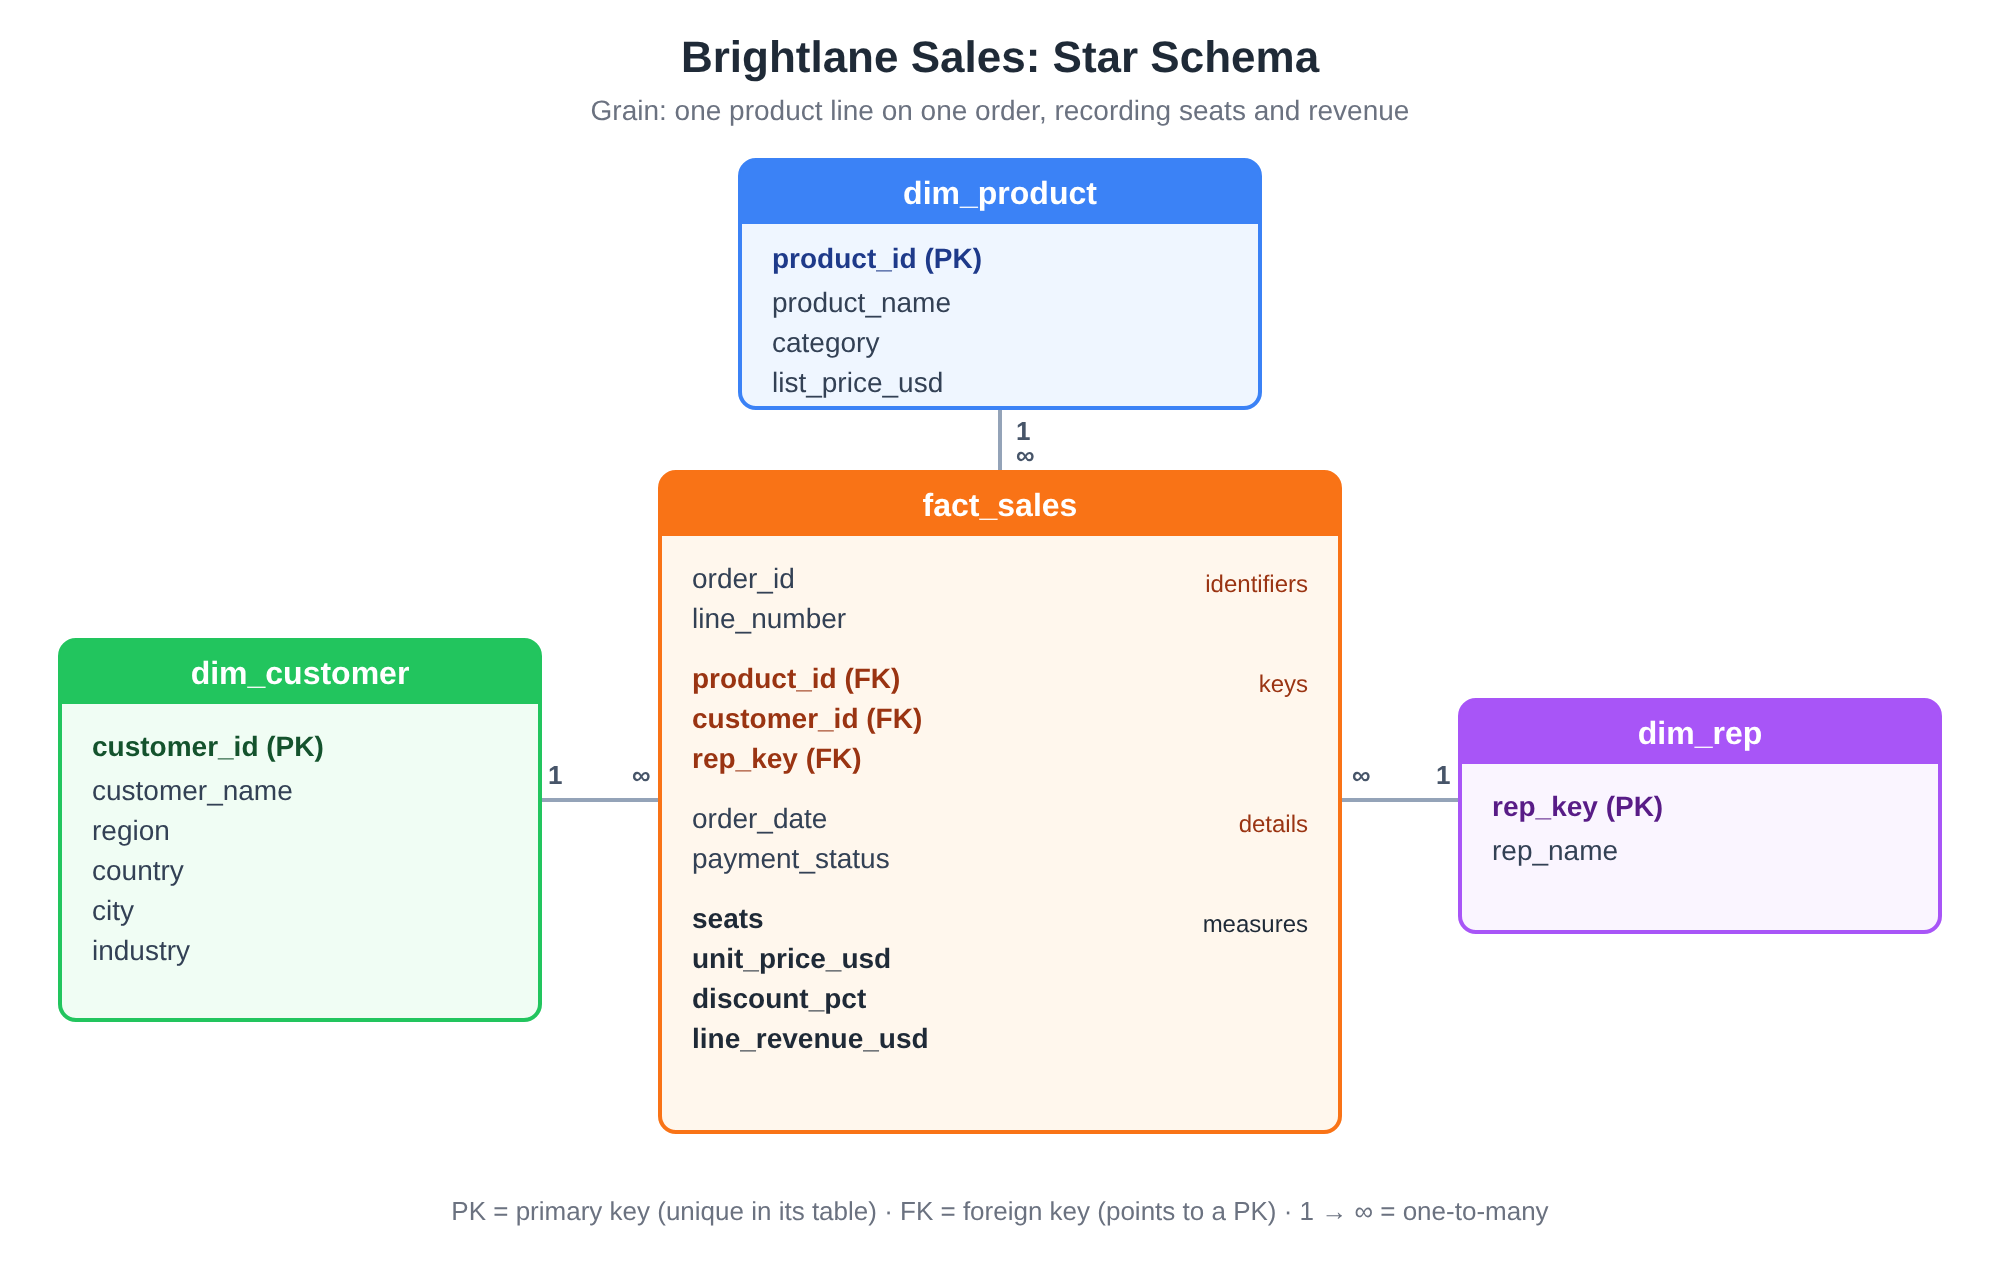 Brightlane Sales: Star Schema
Grain: one product line on one order, recording seats and revenue
dim_product
product_id (PK)
product_name
category
list_price_usd
1
∞
fact_sales
order_id
identifiers
line_number
product_id (FK)
keys
customer_id (FK)
rep_key (FK)
order_date
details
payment_status
seats
measures
unit_price_usd
discount_pct
line_revenue_usd
dim_customer
customer_id (PK)
customer_name
region
country
city
industry
1
∞
∞
1
dim_rep
rep_key (PK)
rep_name
PK = primary key (unique in its table) · FK = foreign key (points to a PK) · 1 → ∞ = one-to-many